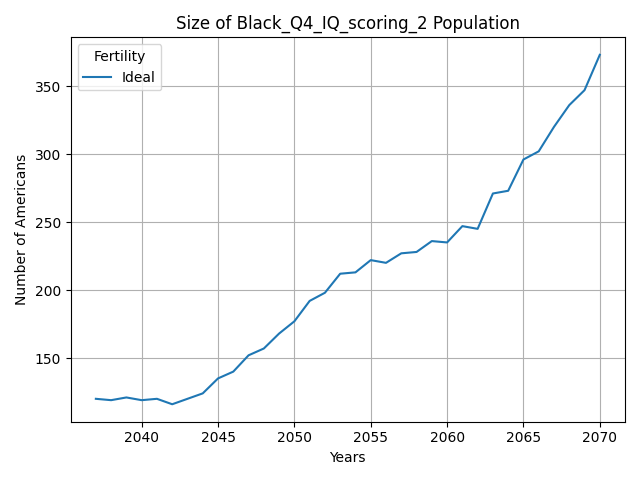 Size of Black_Q4_IQ_scoring_2 Population
Fertility
Ideal
Number of Americans
350
300
250
200
150
2040 2045 2050 2055 2060 2065 2070
Years